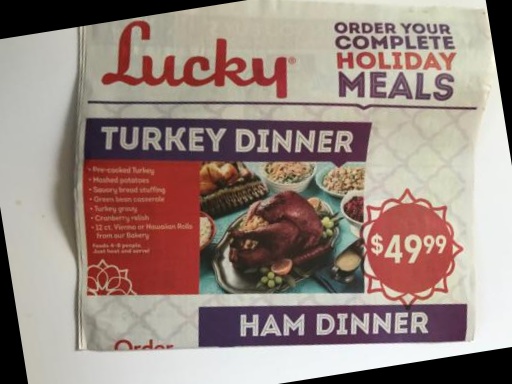 Lucky®
ORDER YOUR
COMPLETE
HOLIDAY
MEALS
TURKEY DINNER
• Pre-cooked Turkey
• Mashed potatoes
• Savory bread stuffing
• Green bean casserole
• Turkey gravy
• Cranberry relish
• 12 ct. Vienna or Hawaiian Rolls
from our Bakery
Feeds 6-8 people.
Just heat and serve!
$49.99
HAM DINNER
Order